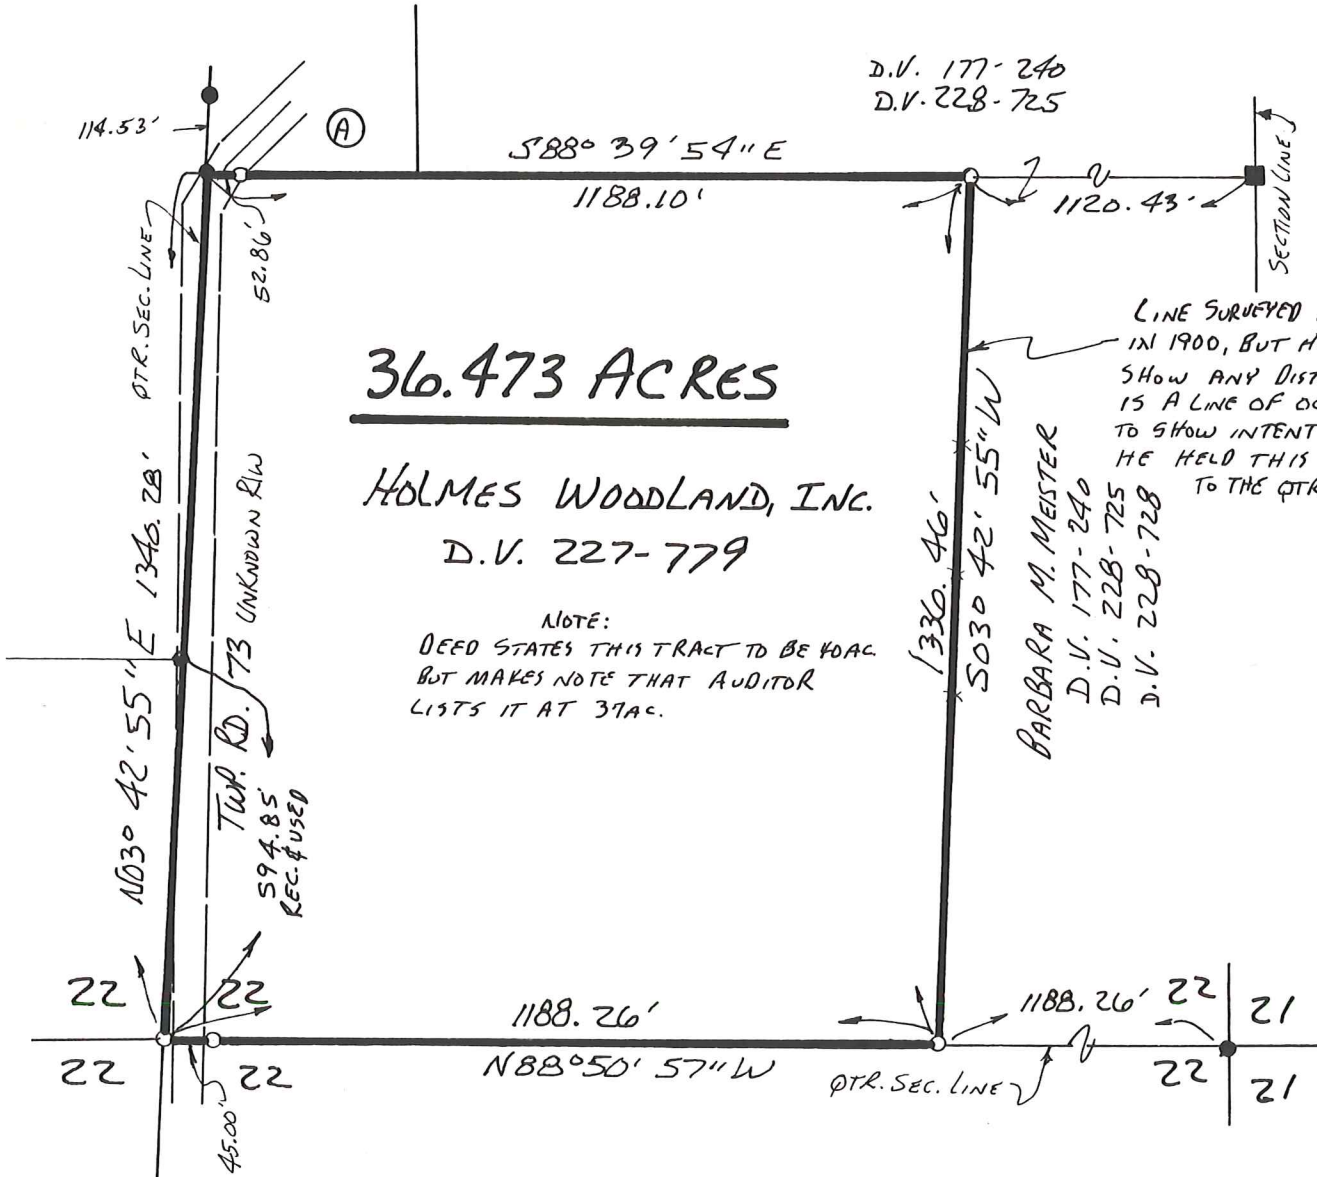 D.V. 177-240
D.V. 228-725
114.53'
A
S88° 39' 54" E
1188.10'
1120.43'
SECTION LINE
QTR. SEC. LINE
52.86'
LINE SURVEYED
IN 1900, BUT H
SHOW ANY DIST
IS A LINE OF OC
TO SHOW INTENT
HE HELD THIS
TO THE QTR
36.473 ACRES
HOLMES WOODLAND, INC.
D.V. 227-779
NOTE:
DEED STATES THIS TRACT TO BE 40AC.
BUT MAKES NOTE THAT AUDITOR
LISTS IT AT 37AC.
N03° 42' 55" E 1346.28'
TWP. RD. 73 UNKNOWN R/W
594.85'
REC. & USED
1336.46'
S03° 42' 55" W
BARBARA M. MEISTER
D.V. 177-240
D.V. 228-725
D.V. 228-728
22 22
22 22
45.00'
1188.26'
N88° 50' 57" W
1188.26'
QTR. SEC. LINE
22 21
22 21